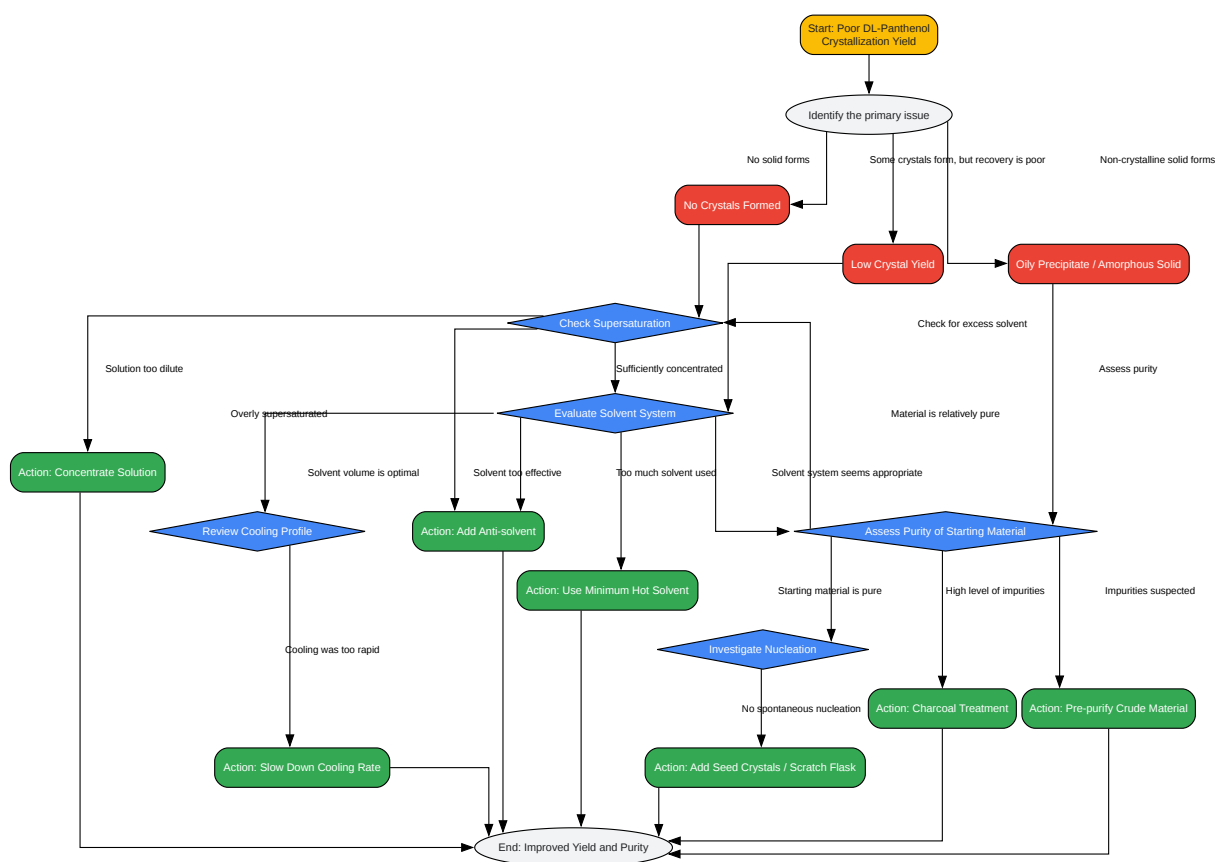 Start: Poor DL-Panthenol
Crystallization Yield
Identify the primary issue
No solid forms
Some crystals form, but recovery is poor
Non-crystalline solid forms
No Crystals Formed
Low Crystal Yield
Oily Precipitate / Amorphous Solid
Check Supersaturation
Check for excess solvent
Solution too dilute
Sufficiently concentrated
Assess purity
Overly supersaturated
Evaluate Solvent System
Material is relatively pure
Action: Concentrate Solution
Solvent volume is optimal
Solvent too effective
Too much solvent used
Solvent system seems appropriate
Review Cooling Profile
Action: Add Anti-solvent
Assess Purity of Starting Material
Action: Use Minimum Hot Solvent
Starting material is pure
High level of impurities
Impurities suspected
Cooling was too rapid
Investigate Nucleation
No spontaneous nucleation
Action: Charcoal Treatment
Action: Pre-purify Crude Material
Action: Slow Down Cooling Rate
Action: Add Seed Crystals / Scratch Flask
End: Improved Yield and Purity